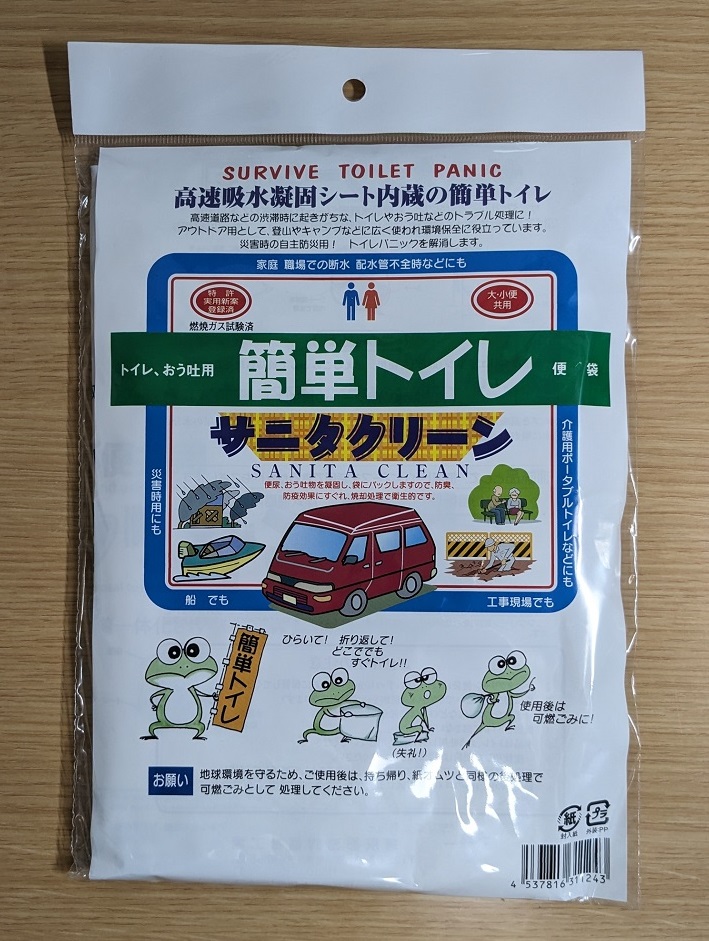 SURVIVE TOILET PANIC
高速吸水凝固シート内蔵の簡単トイレ
高速道路などの渋滞時に起きがちな、トイレやおう吐などのトラブル処理に!
アウトドア用として、登山やキャンプなどに広く使われ環境保全に役立っています。
災害時の自主防災用! トイレパニックを解消します。
家庭 職場での断水 配水管不全時などにも
特許
実用新案
登録済
大・小便
共用
燃焼ガス試験済
トイレ、おう吐用
簡単トイレ
便 袋
サニタクリーン
SANITA CLEAN
便尿、おう吐物を凝固し、袋にパックしますので、防臭、
防疫効果にすぐれ、焼却処理で衛生的です。
災害時用にも
介護用ポータブルトイレなどにも
船 でも
工事現場でも
簡単トイレ
ひらいて! 折り返して!
どこででも
すぐトイレ!!
(失礼!)
使用後は
可燃ごみに!
お願い
地球環境を守るため、ご使用後は、持ち帰り、紙オムツと同様の処理で
可燃ごみとして 処理してください。
紙
封入紙
プラ
外装:PP
4 537816 311243